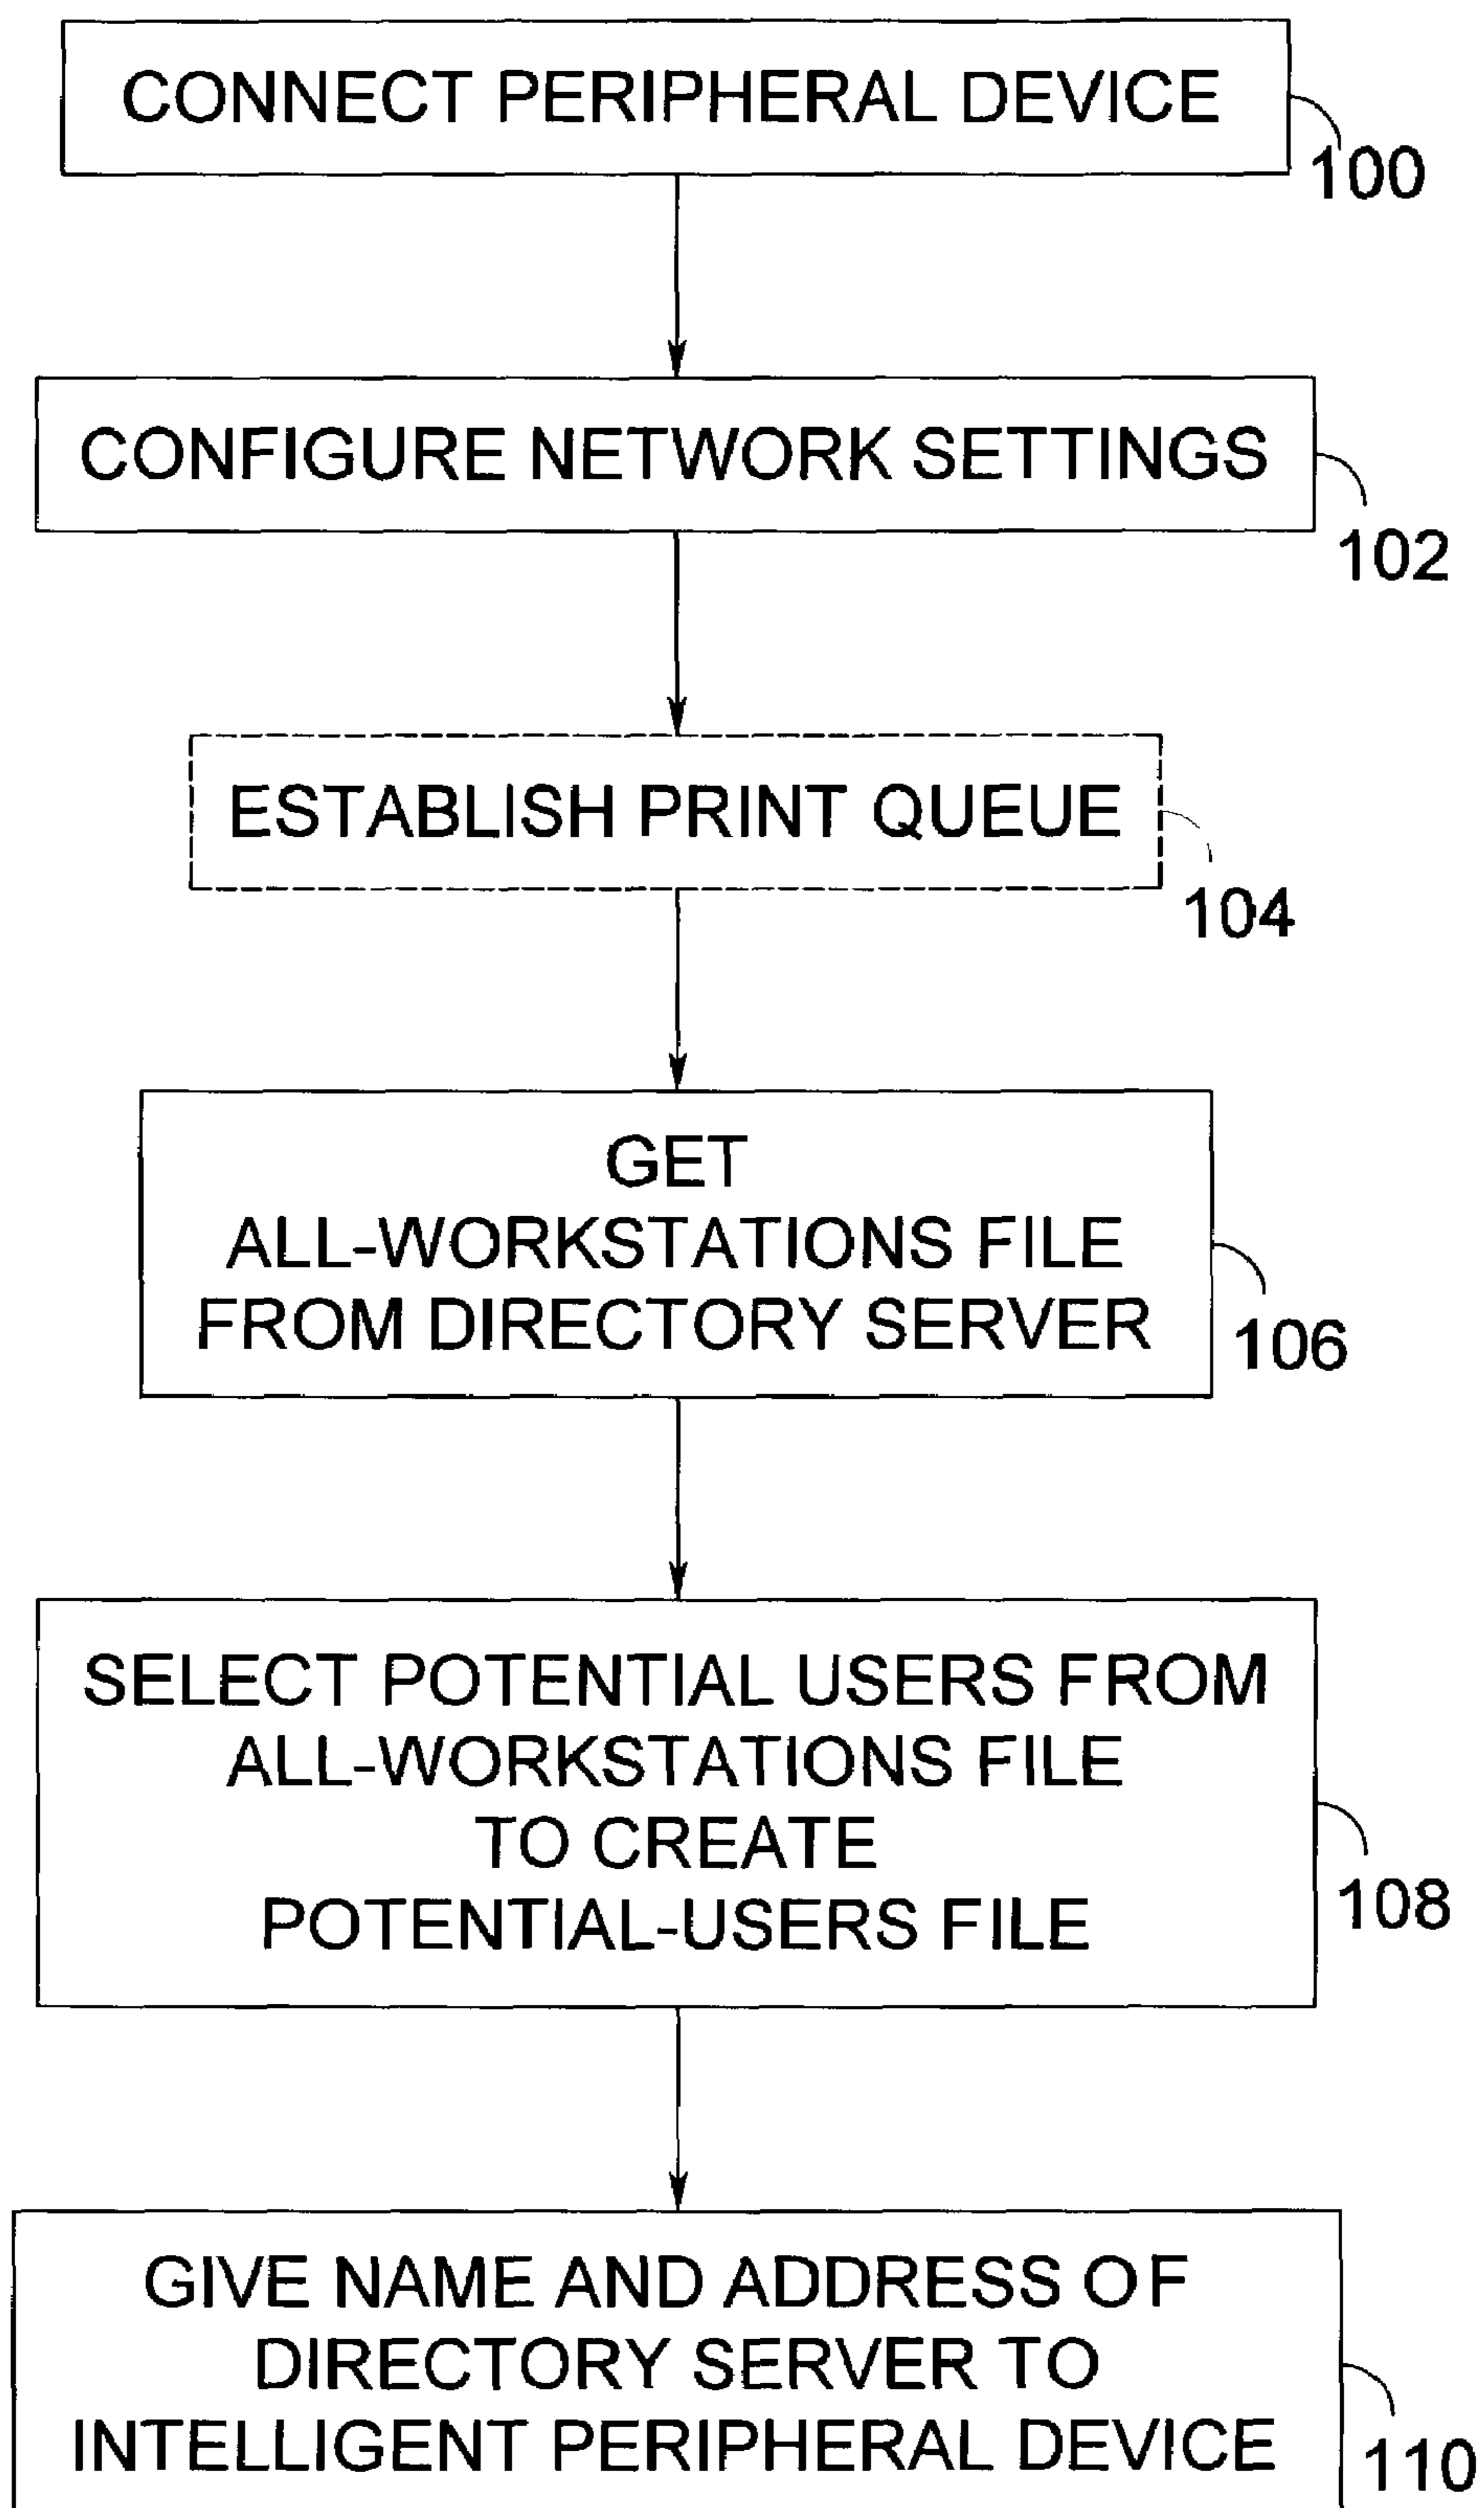 CONNECT PERIPHERAL DEVICE
100
CONFIGURE NETWORK SETTINGS
102
ESTABLISH PRINT QUEUE
104
GET
ALL-WORKSTATIONS FILE
FROM DIRECTORY SERVER
106
SELECT POTENTIAL USERS FROM
ALL-WORKSTATIONS FILE
TO CREATE
POTENTIAL-USERS FILE
108
GIVE NAME AND ADDRESS OF
DIRECTORY SERVER TO
INTELLIGENT PERIPHERAL DEVICE
110